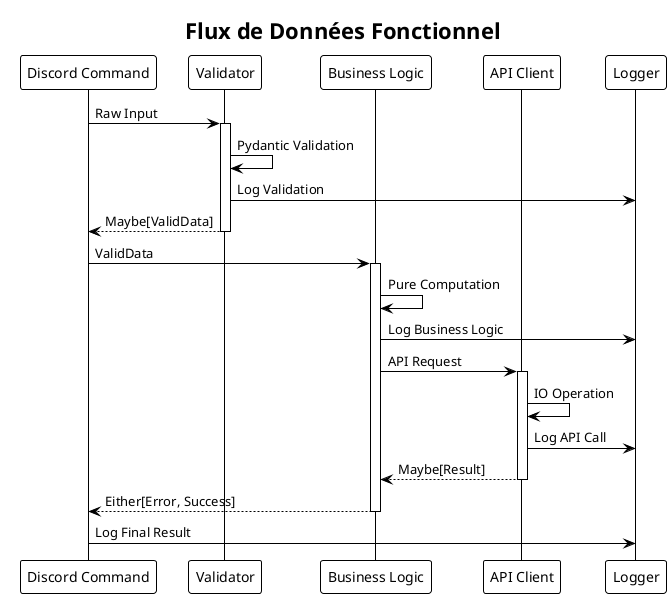 Flux de Données Fonctionnel
Discord Command
Validator
Business Logic
API Client
Logger
Raw Input
Pydantic Validation
Log Validation
Maybe[ValidData]
ValidData
Pure Computation
Log Business Logic
API Request
IO Operation
Log API Call
Maybe[Result]
Either[Error, Success]
Log Final Result
Discord Command
Validator
Business Logic
API Client
Logger